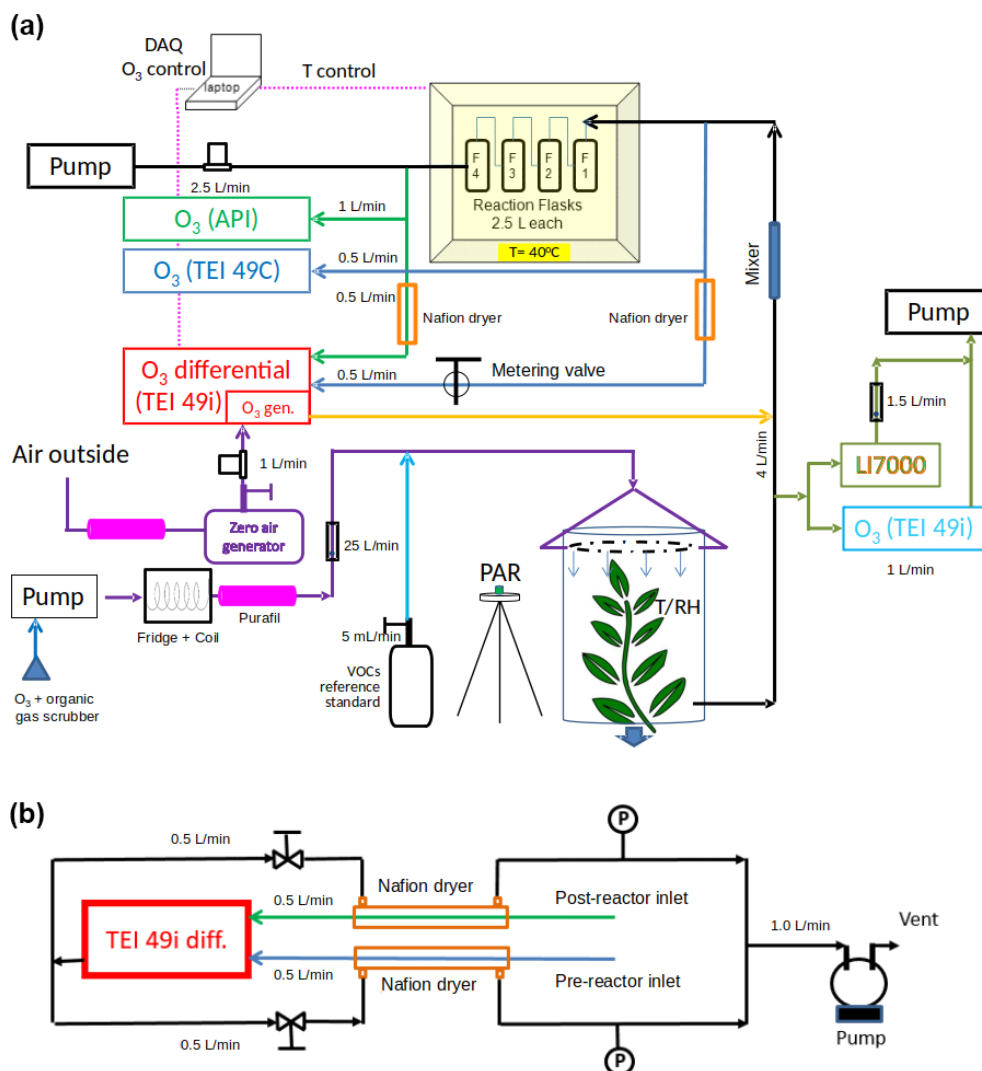 (a)
DAQ
O₃ control
T control
laptop
Pump
2.5 L/min
F
4
F
3
F
2
F
1
Reaction Flasks
2.5 L each
T= 40ºC
O₃ (API)
1 L/min
O₃ (TEI 49C)
0.5 L/min
0.5 L/min
Nafion dryer
Nafion dryer
Mixer
Pump
O₃ differential
(TEI 49i)
O₃ gen.
0.5 L/min
Metering valve
1.5 L/min
4 L/min
LI7000
O₃ (TEI 49i)
1 L/min
Air outside
1 L/min
Zero air
generator
25 L/min
Pump
Fridge + Coil
Purafil
O₃ + organic
gas scrubber
5 mL/min
VOCs
reference
standard
PAR
T/RH
(b)
0.5 L/min
P
Nafion dryer
0.5 L/min
Post-reactor inlet
TEI 49i diff.
1.0 L/min
Vent
0.5 L/min
Nafion dryer
Pre-reactor inlet
0.5 L/min
P
Pump